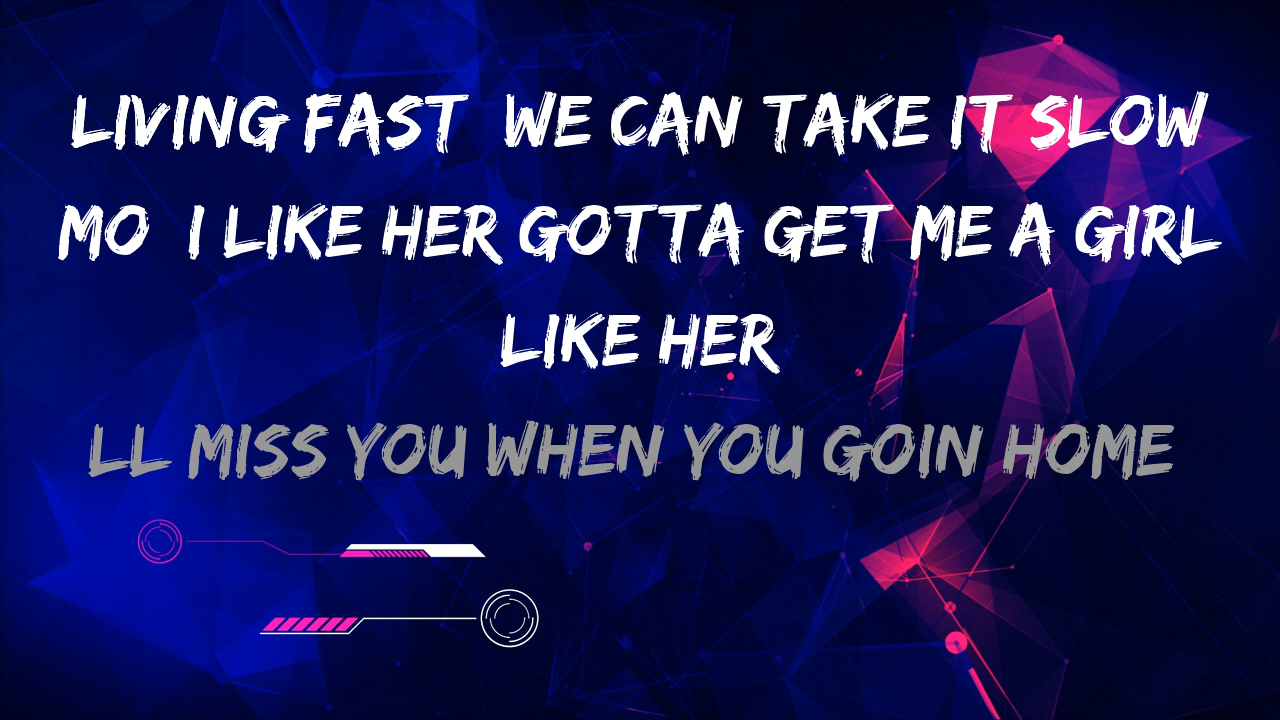 LIVING FAST  WE CAN TAKE IT SLOW
MO  I LIKE HER GOTTA GET ME A GIRL
LIKE HER
LL MISS YOU WHEN YOU GOIN HOME